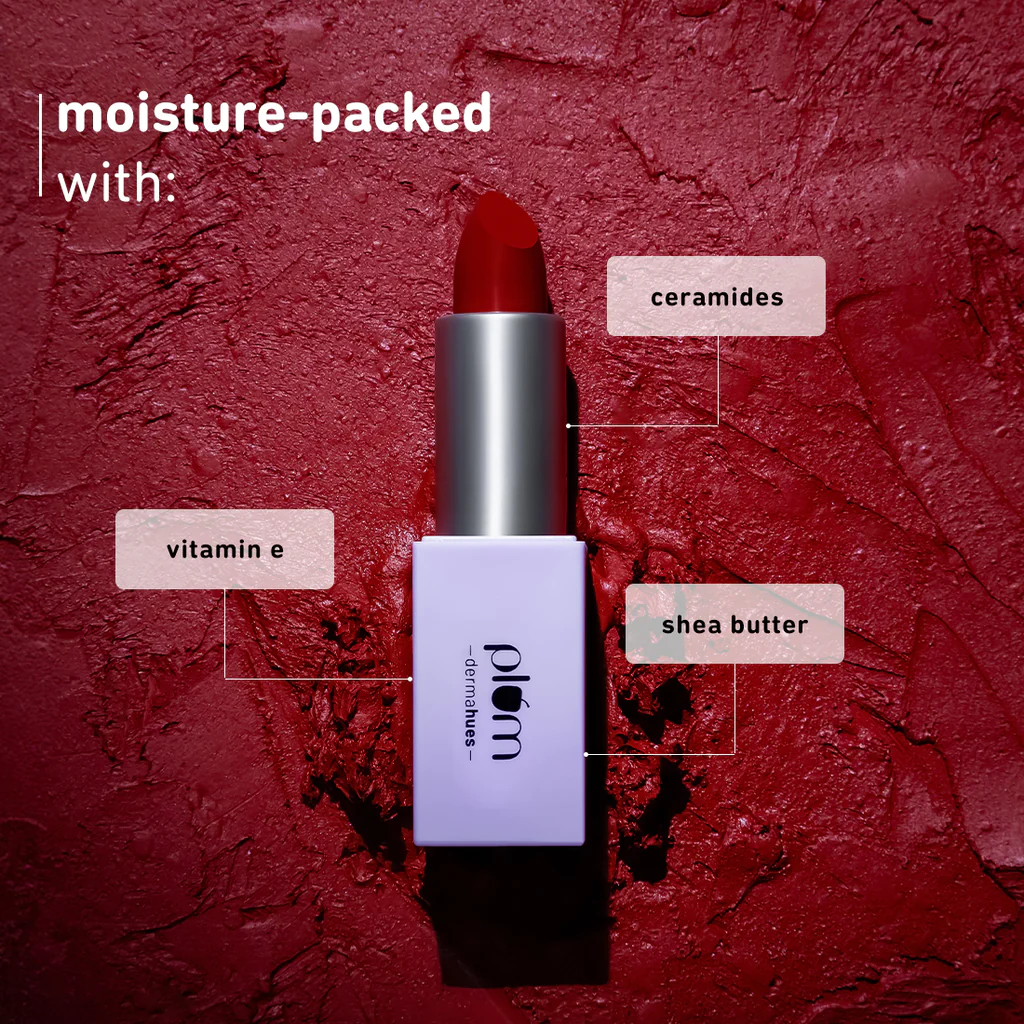 moisture-packed
with:
ceramides
vitamin e
shea butter
plum
–dermahues–